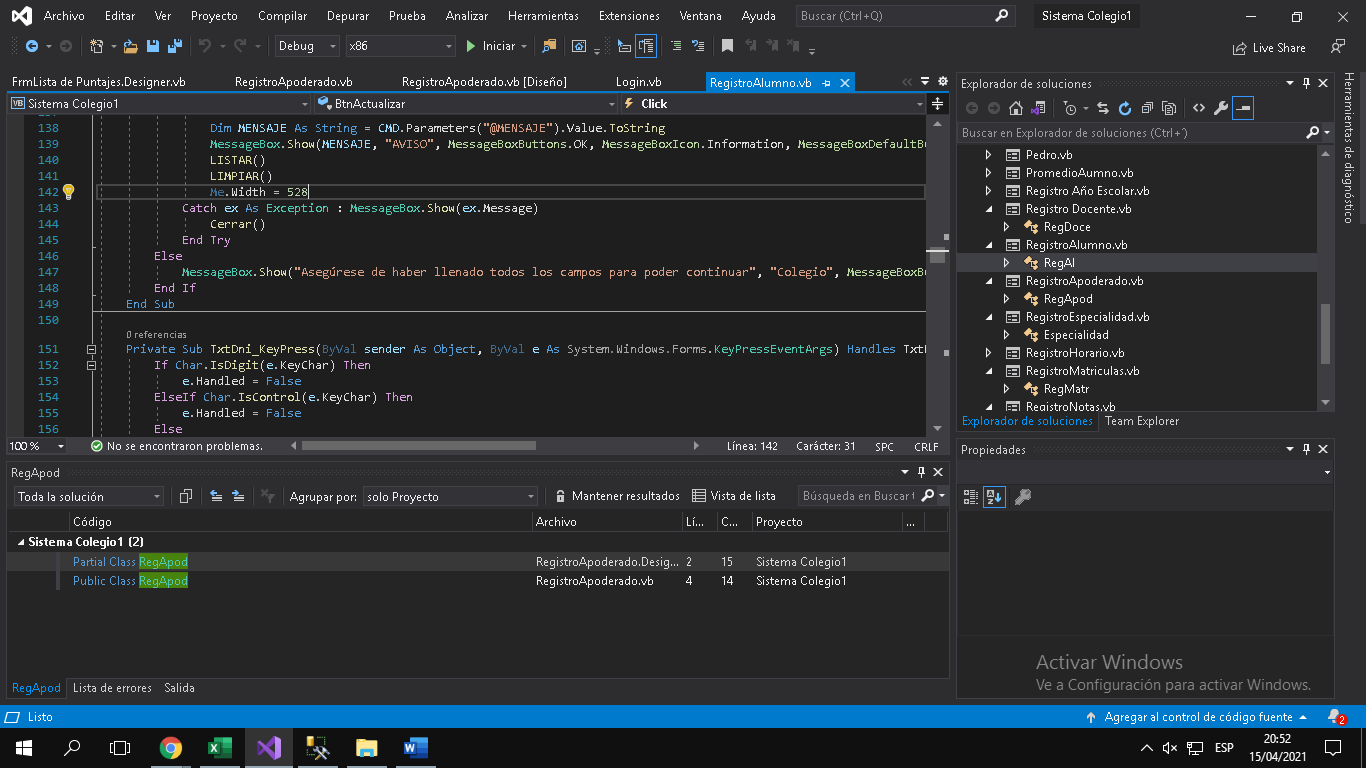 Archivo Editar Ver Proyecto Compilar Depurar Prueba Analizar Herramientas Extensiones Ventana Ayuda Buscar (Ctrl+Q) Sistema Colegio1
Debug x86 Iniciar Live Share
FrmLista de Puntajes.Designer.vb RegistroApoderado.vb RegistroApoderado.vb [Diseño] Login.vb RegistroAlumno.vb
Sistema Colegio1 BtnActualizar Click
138 Dim MENSAJE As String = CMD.Parameters("@MENSAJE").Value.ToString
139 MessageBox.Show(MENSAJE, "AVISO", MessageBoxButtons.OK, MessageBoxIcon.Information, MessageBoxDefaultBu
140 LISTAR()
141 LIMPIAR()
142 Me.Width = 528
143 Catch ex As Exception : MessageBox.Show(ex.Message)
144 Cerrar()
145 End Try
146 Else
147 MessageBox.Show("Asegúrese de haber llenado todos los campos para poder continuar", "Colegio", MessageBoxBu
148 End If
149 End Sub
150
0 referencias
151 Private Sub TxtDni_KeyPress(ByVal sender As Object, ByVal e As System.Windows.Forms.KeyPressEventArgs) Handles TxtD
152 If Char.IsDigit(e.KeyChar) Then
153 e.Handled = False
154 ElseIf Char.IsControl(e.KeyChar) Then
155 e.Handled = False
156 Else
100 % No se encontraron problemas. Línea: 142 Carácter: 31 SPC CRLF
Explorador de soluciones
Buscar en Explorador de soluciones (Ctrl+´)
Pedro.vb
PromedioAumno.vb
Registro Año Escolar.vb
Registro Docente.vb
RegDoce
RegistroAlumno.vb
RegAl
RegistroApoderado.vb
RegApod
RegistroEspecialidad.vb
Especialidad
RegistroHorario.vb
RegistroMatriculas.vb
RegMatr
RegistroNotas.vb
Explorador de soluciones Team Explorer
Herramientas de diagnóstico
Propiedades
RegApod
Toda la solución Agrupar por: solo Proyecto Mantener resultados Vista de lista Búsqueda en Buscar t
Código Archivo Lí... C... Proyecto ...
Sistema Colegio1 (2)
Partial Class RegApod RegistroApoderado.Desig... 2 15 Sistema Colegio1
Public Class RegApod RegistroApoderado.vb 4 14 Sistema Colegio1
RegApod Lista de errores Salida
Activar Windows
Ve a Configuración para activar Windows.
Listo Agregar al control de código fuente 2
ESP 20:52
15/04/2021